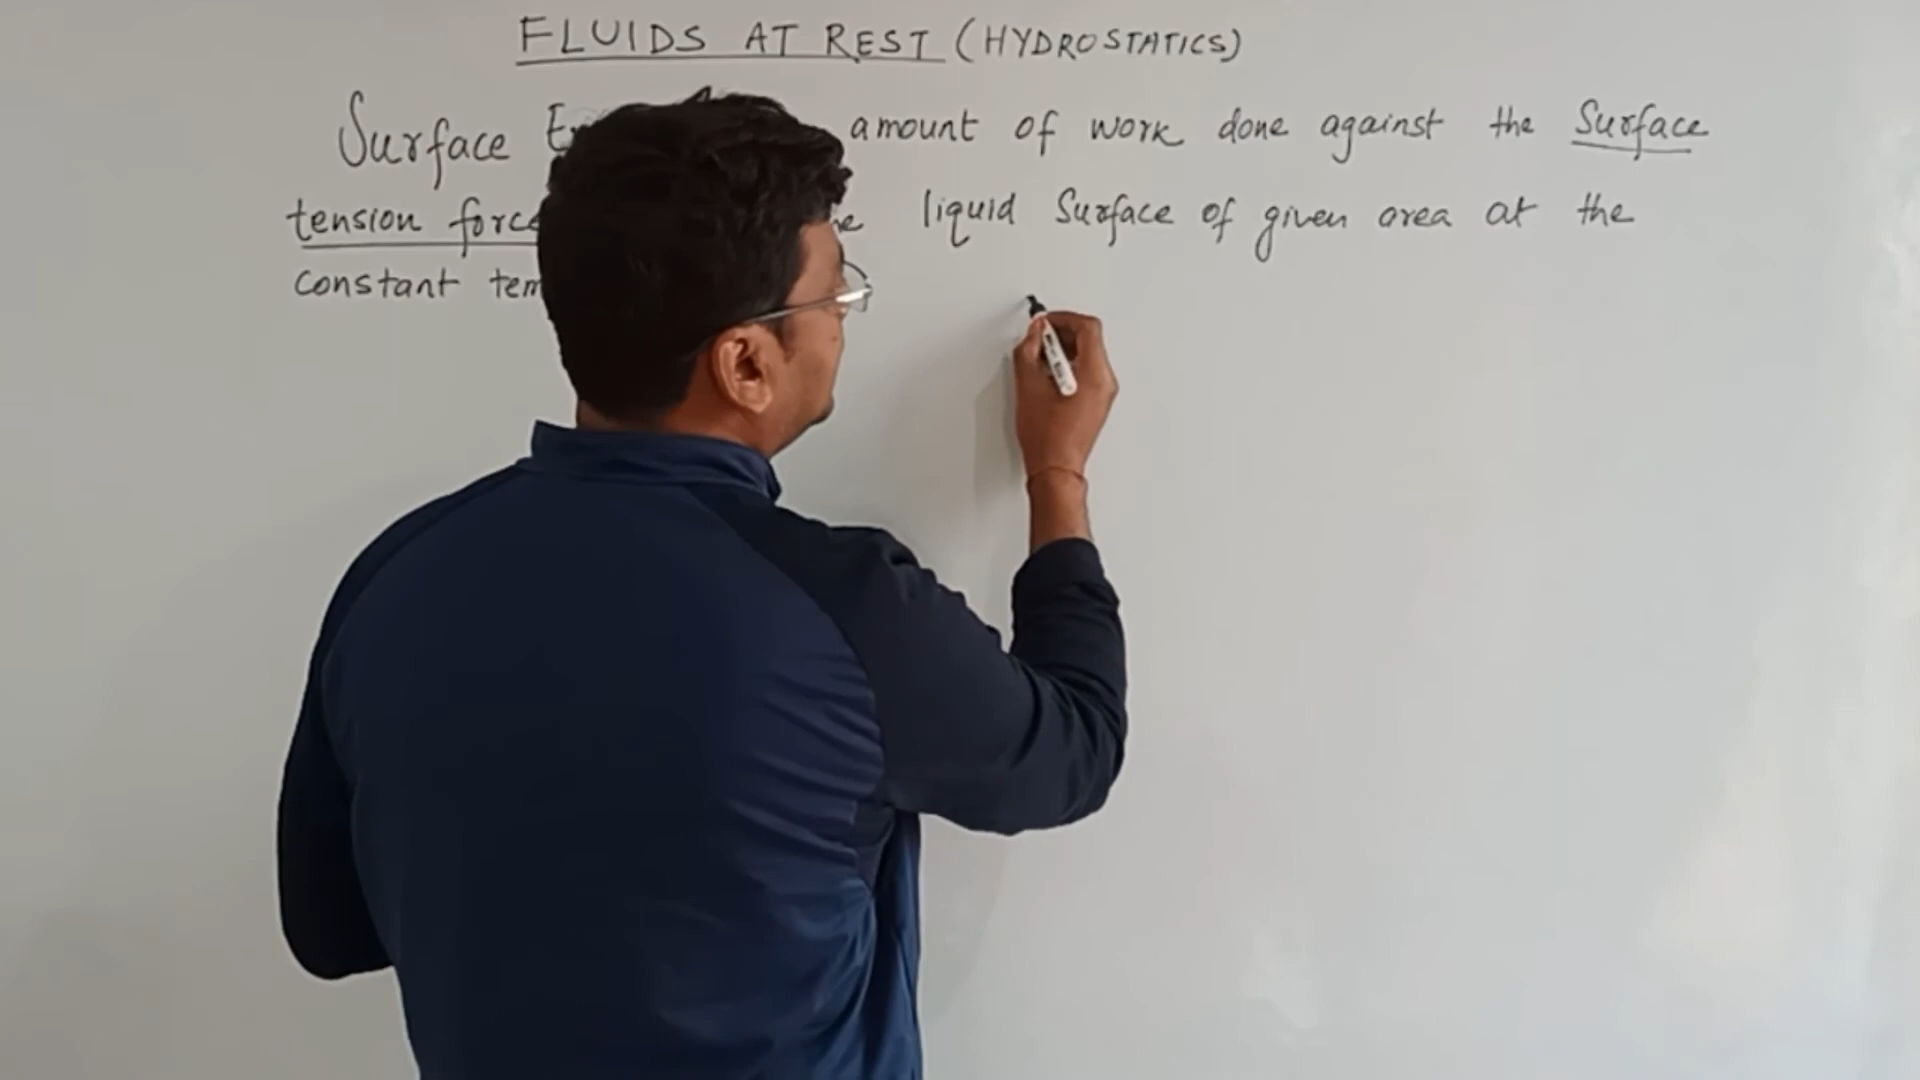 FLUIDS AT REST (HYDROSTATICS)
Surface amount of work done against the Surface
tension force liquid Surface of given area at the
constant